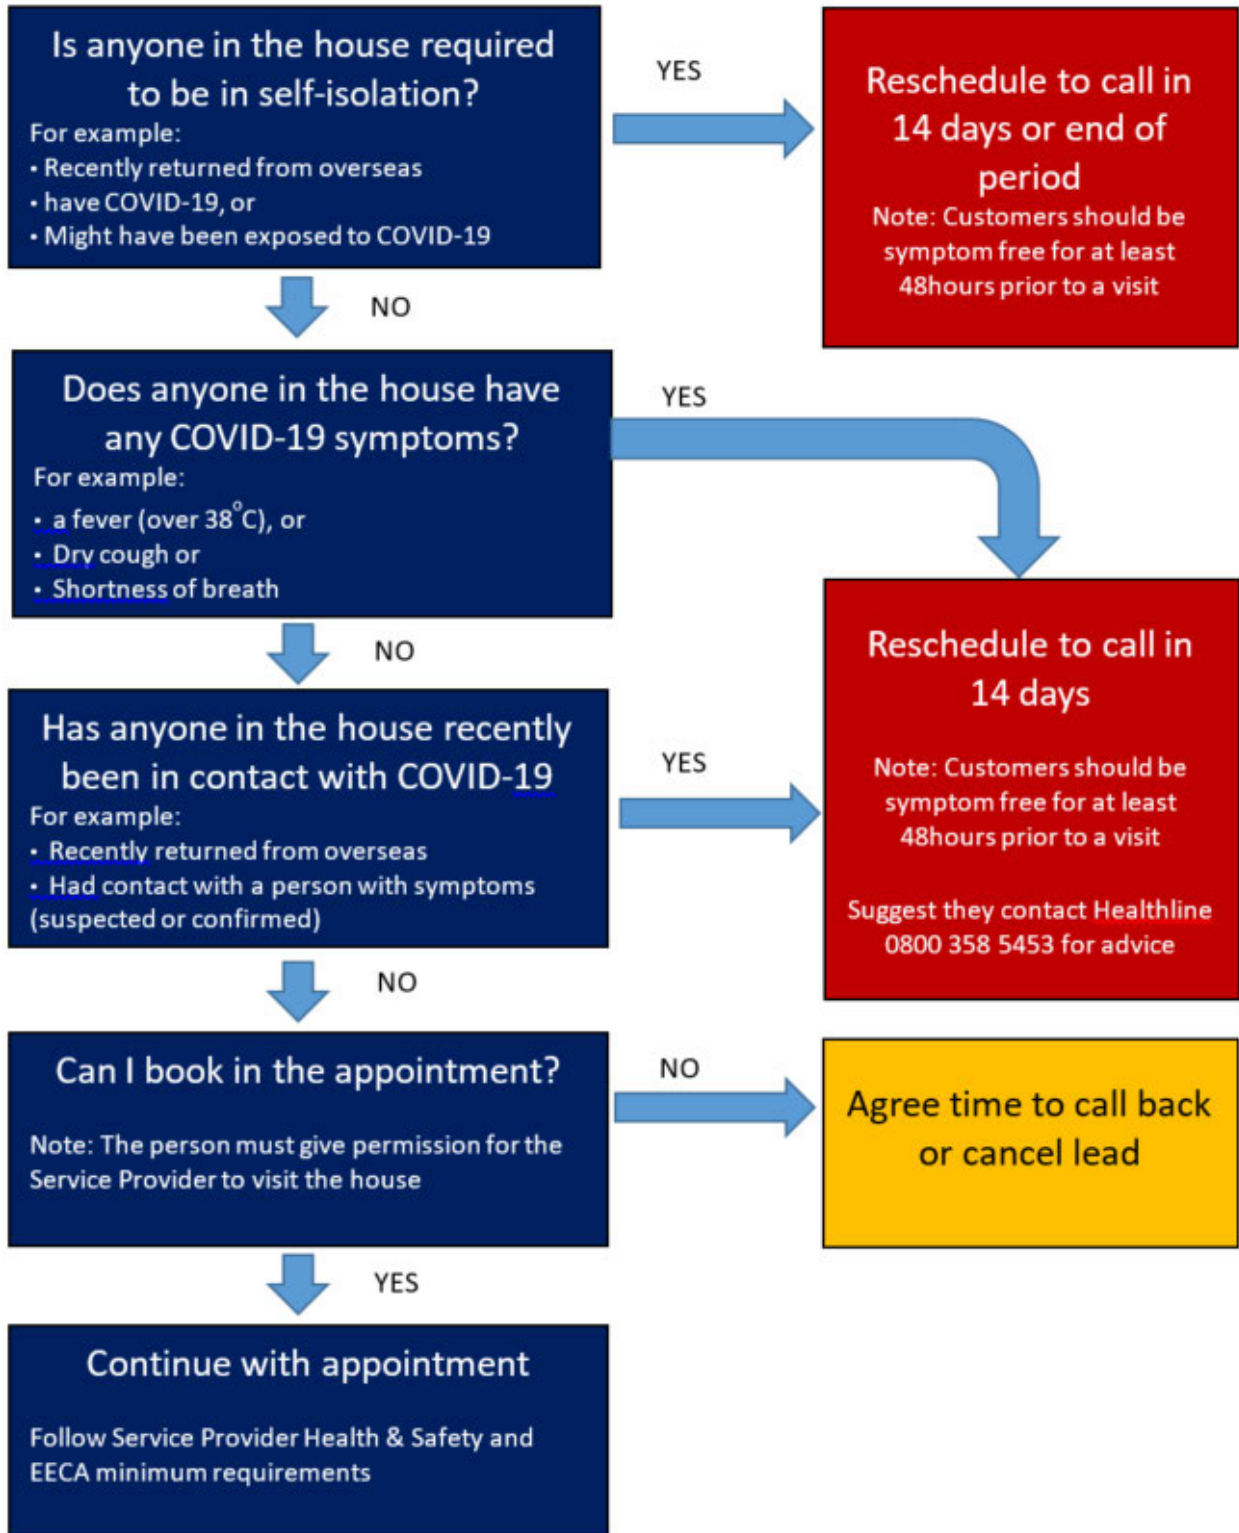 Is anyone in the house required
to be in self-isolation?
For example:
• Recently returned from overseas
• have COVID-19, or
• Might have been exposed to COVID-19
YES
Reschedule to call in
14 days or end of
period
Note: Customers should be
symptom free for at least
48hours prior to a visit
NO
Does anyone in the house have
any COVID-19 symptoms?
For example:
• a fever (over 38°C), or
• Dry cough or
• Shortness of breath
YES
NO
Has anyone in the house recently
been in contact with COVID-19
For example:
• Recently returned from overseas
• Had contact with a person with symptoms
(suspected or confirmed)
YES
Reschedule to call in
14 days
Note: Customers should be
symptom free for at least
48hours prior to a visit
Suggest they contact Healthline
0800 358 5453 for advice
NO
Can I book in the appointment?
Note: The person must give permission for the
Service Provider to visit the house
NO
Agree time to call back
or cancel lead
YES
Continue with appointment
Follow Service Provider Health & Safety and
EECA minimum requirements